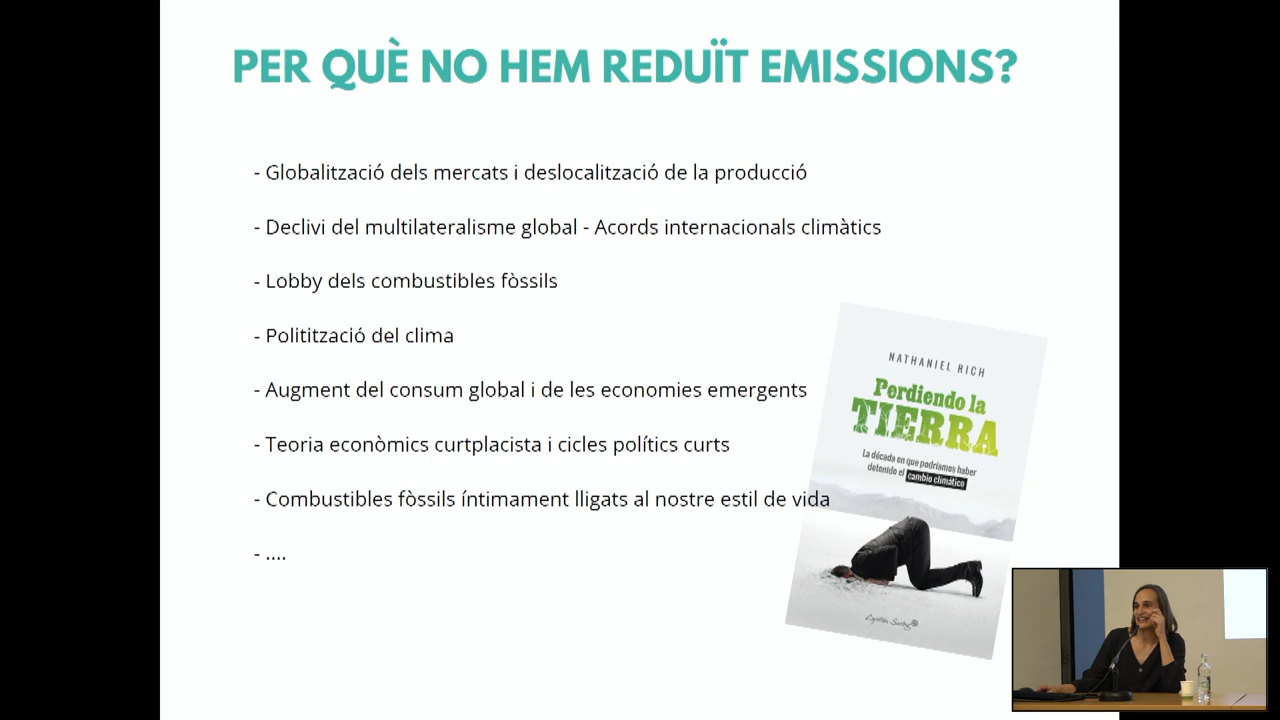 PER QUÈ NO HEM REDUÏT EMISSIONS?
- Globalització dels mercats i deslocalització de la producció
- Declivi del multilateralisme global - Acords internacionals climàtics
- Lobby dels combustibles fòssils
- Politització del clima
- Augment del consum global i de les economies emergents
- Teoria econòmics curtplacista i cicles polítics curts
- Combustibles fòssils íntimament lligats al nostre estil de vida
- ....
NATHANIEL RICH
Perdiendo la
TIERRA
La década en que podríamos haber
detenido el cambio climático
Capitán Swing